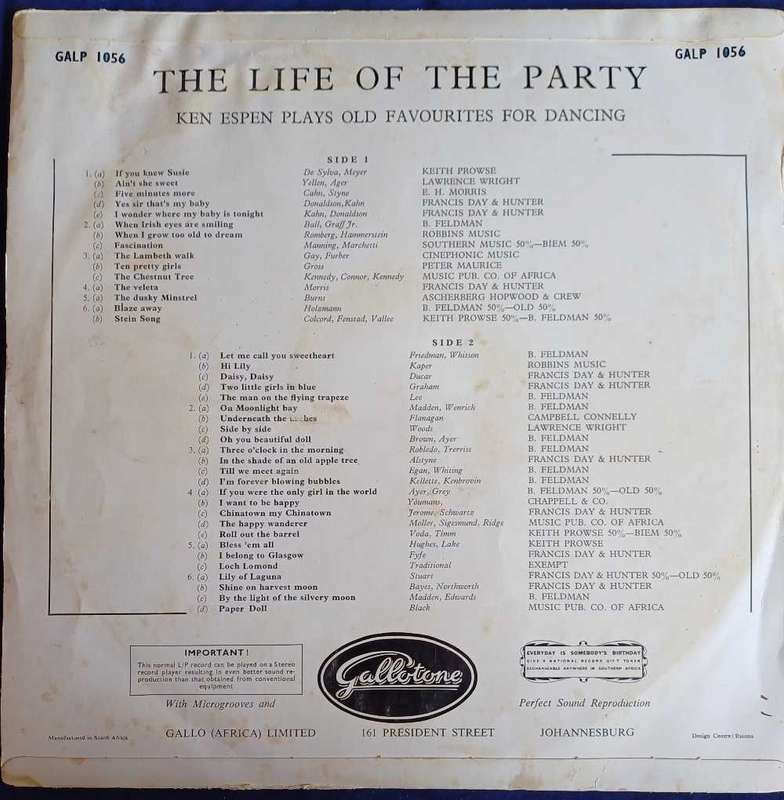 GALP 1056
GALP 1056
THE LIFE OF THE PARTY
KEN ESPEN PLAYS OLD FAVOURITES FOR DANCING
SIDE 1
1. (a) If you knew Susie De Sylva, Meyer KEITH PROWSE
(b) Ain't she sweet Yellen, Ager LAWRENCE WRIGHT
(c) Five minutes more Cahn, Styne E. H. MORRIS
(d) Yes sir that's my baby Donaldson, Kahn FRANCIS DAY & HUNTER
(e) I wonder where my baby is tonight Kahn, Donaldson FRANCIS DAY & HUNTER
2. (a) When Irish eyes are smiling Ball, Graff Jr. B. FELDMAN
(b) When I grow too old to dream Romberg, Hammerstein ROBBINS MUSIC
(c) Fascination Manning, Marchetti SOUTHERN MUSIC 50%—BIEM 50%
3. (a) The Lambeth walk Gay, Furber CINEPHONIC MUSIC
(b) Ten pretty girls Gross PETER MAURICE
(c) The Chestnut Tree Kennedy, Connor, Kennedy MUSIC PUB. CO. OF AFRICA
4. (a) The veleta Morris FRANCIS DAY & HUNTER
5. (a) The dusky Minstrel Burns ASCHERBERG HOPWOOD & CREW
6. (a) Blaze away Holzmann B. FELDMAN 50%—OLD 50%
(b) Stein Song Colcord, Fenstad, Vallee KEITH PROWSE 50%—B. FELDMAN 50%
SIDE 2
1. (a) Let me call you sweetheart Friedman, Whitson B. FELDMAN
(b) Hi Lily Kaper ROBBINS MUSIC
(c) Daisy, Daisy Dacar FRANCIS DAY & HUNTER
(d) Two little girls in blue Graham FRANCIS DAY & HUNTER
(e) The man on the flying trapeze Lee B. FELDMAN
2. (a) On Moonlight bay Madden, Wenrich B. FELDMAN
(b) Underneath the Flanagan CAMPBELL CONNELLY
(c) Side by side Woods LAWRENCE WRIGHT
(d) Oh you beautiful doll Brown, Ayer B. FELDMAN
3. (a) Three o'clock in the morning Robledo, Terriss B. FELDMAN
(b) In the shade of an old apple tree Alstyne FRANCIS DAY & HUNTER
(c) Till we meet again Egan, Whiting B. FELDMAN
(d) I'm forever blowing bubbles Kellette, Kenbrovin B. FELDMAN
4 (a) If you were the only girl in the world Ayer, Grey B. FELDMAN 50%—OLD 50%
(b) I want to be happy Youmans, CHAPPELL & CO.
(c) Chinatown my Chinatown Jerome, Schwartz FRANCIS DAY & HUNTER
(d) The happy wanderer Moller, Sigesmund, Ridge MUSIC PUB. CO. OF AFRICA
(e) Roll out the barrel Voda, Timm KEITH PROWSE 50%—BIEM 50%
5. (a) Bless 'em all Hughes, Lake KEITH PROWSE
(b) I belong to Glasgow Fyfe FRANCIS DAY & HUNTER
(c) Loch Lomond Traditional EXEMPT
6. (a) Lily of Laguna Stuart FRANCIS DAY & HUNTER 50%—OLD 50%
(b) Shine on harvest moon Bayes, Northworth FRANCIS DAY & HUNTER
(c) By the light of the silvery moon Madden, Edwards B. FELDMAN
(d) Paper Doll Black MUSIC PUB. CO. OF AFRICA
IMPORTANT!
This normal L/P record can be played on a Stereo
record player resulting in even better sound re-
production than that obtained from conventional
equipment
Gallotone
EVERYDAY IS SOMEBODY'S BIRTHDAY
GIVE A NATIONAL RECORD GIFT TOKEN
EXCHANGEABLE ANYWHERE IN SOUTHERN AFRICA
With Microgrooves and
Perfect Sound Reproduction
Manufactured in South Africa
GALLO (AFRICA) LIMITED 161 PRESIDENT STREET JOHANNESBURG
Design Centre